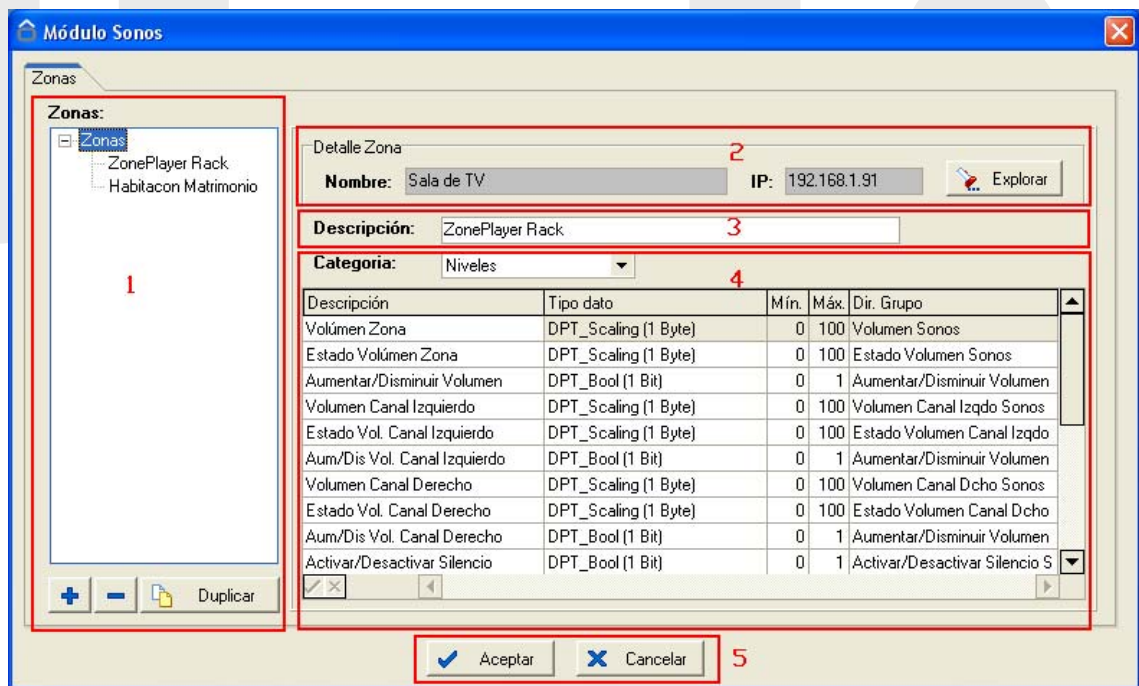 Módulo Sonos
Zonas
Zonas:
Zonas
ZonePlayer Rack
Habitacon Matrimonio
1
Duplicar
Detalle Zona
2
Nombre: Sala de TV IP: 192.168.1.91 Explorar
Descripción: ZonePlayer Rack 3
Categoria: Niveles
4
Descripción Tipo dato Mín. Máx. Dir. Grupo
Volúmen Zona DPT_Scaling (1 Byte) 0 100 Volumen Sonos
Estado Volúmen Zona DPT_Scaling (1 Byte) 0 100 Estado Volumen Sonos
Aumentar/Disminuir Volumen DPT_Bool (1 Bit) 0 1 Aumentar/Disminuir Volumen
Volumen Canal Izquierdo DPT_Scaling (1 Byte) 0 100 Volumen Canal Izqdo Sonos
Estado Vol. Canal Izquierdo DPT_Scaling (1 Byte) 0 100 Estado Volumen Canal Izqdo
Aum/Dis Vol. Canal Izquierdo DPT_Bool (1 Bit) 0 1 Aumentar/Disminuir Volumen
Volumen Canal Derecho DPT_Scaling (1 Byte) 0 100 Volumen Canal Dcho Sonos
Estado Vol. Canal Derecho DPT_Scaling (1 Byte) 0 100 Estado Volumen Canal Dcho
Aum/Dis Vol. Canal Derecho DPT_Bool (1 Bit) 0 1 Aumentar/Disminuir Volumen
Activar/Desactivar Silencio DPT_Bool (1 Bit) 0 1 Activar/Desactivar Silencio S
Aceptar Cancelar 5